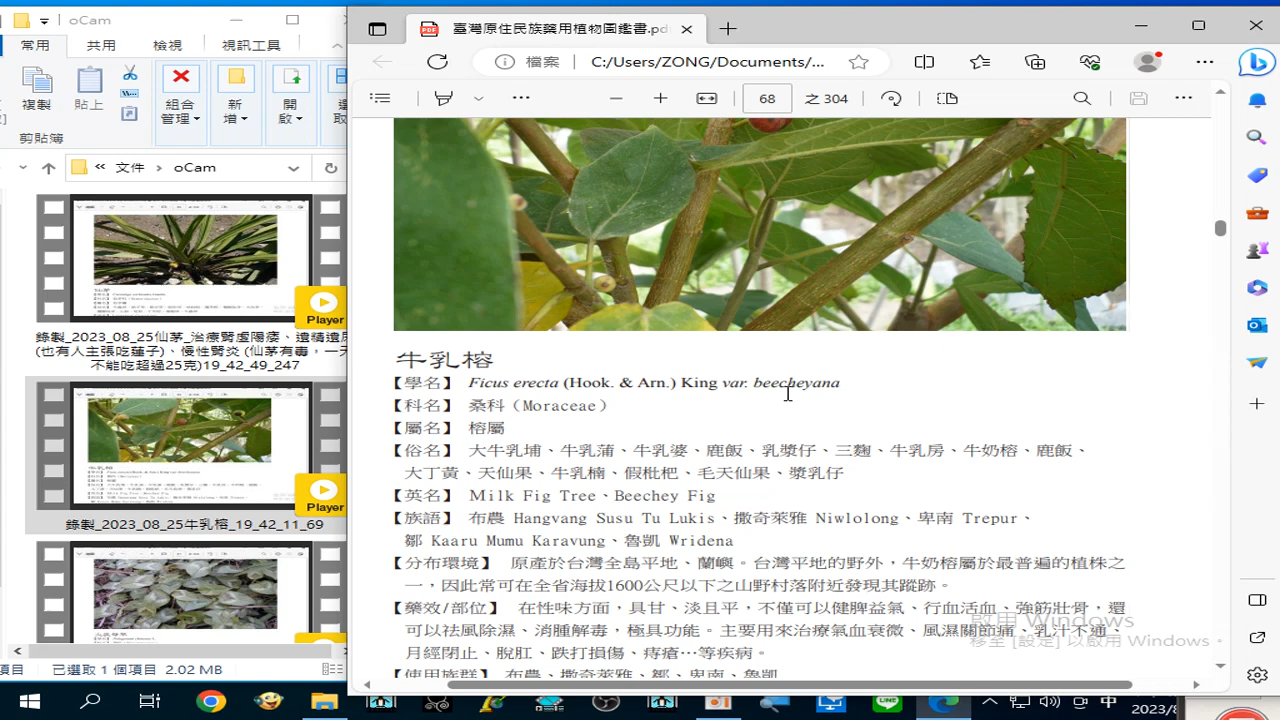 oCam
常用 共用 檢視 視訊工具
複製 貼上 組合管理 新增 開啟
剪貼簿
« 文件 › oCam
Player
錄製_2023_08_25仙茅_治療腎虛陽痿、遺精遺尿
(也有人主張吃蓮子)、慢性腎炎 (仙茅有毒，一天
不能吃超過25克)19_42_49_247
Player
錄製_2023_08_25牛乳榕_19_42_11_69
項目 已選取 1 個項目 2.02 MB
臺灣原住民族藥用植物圖鑑書.pd
檔案 C:/Users/ZONG/Documents/...
68 之 304
牛乳榕
【學名】 Ficus erecta (Hook. & Arn.) King var. beecheyana
【科名】 桑科（Moraceae）
【屬名】 榕屬
【俗名】 大牛乳埔、牛乳蒲、牛乳婆、鹿飯、乳漿仔、三麴、牛乳房、牛奶榕、鹿飯、
大丁黃、天仙果、牛乳楠、假枇杷、毛天仙果、漿仔
【英名】 Milk Fig Tree、Beechey Fig
【族語】 布農 Hangvang Susu Tu Lukis、撒奇萊雅 Niwlolong、卑南 Trepur、
鄒 Kaaru Mumu Karavung、魯凱 Wridena
【分布環境】 原產於台灣全島平地、蘭嶼。台灣平地的野外，牛奶榕屬於最普遍的植株之
一，因此常可在全省海拔1600公尺以下之山野村落附近發現其蹤跡。
【藥效/部位】 在性味方面，具甘、淡且平，不僅可以健脾益氣、行血活血、強筋壯骨，還
可以祛風除濕、消腫解毒，極具功能。主要用來治療氣血衰微、風濕關節痛、乳汁不通、
月經閉止、脫肛、跌打損傷、痔瘡…等疾病。
【使用族群】 布農、撒奇萊雅、鄒、卑南、魯凱
啟用 Windows
移至 [設定] 以啟用 Windows。
中
2023/8